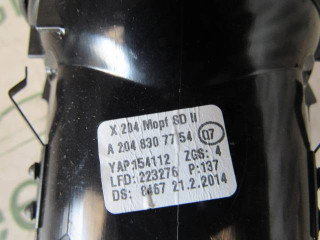 X 204 Mopf SD II
A 204 830 77 54 07
YAP:154112 ZGS: 4
LFD: 223276 P:137
DS: 8467 21.2.2014